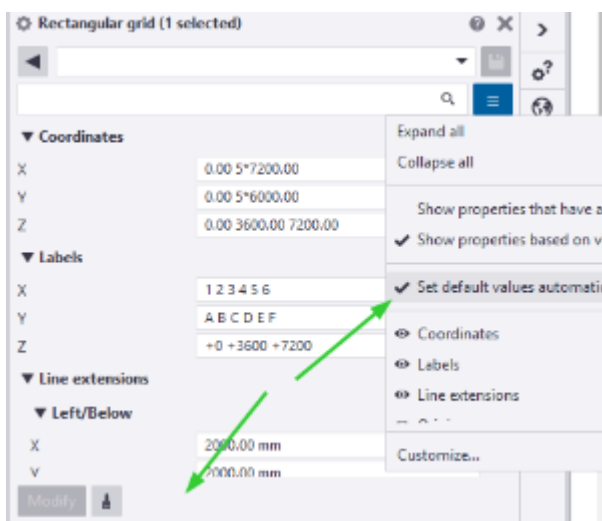 Rectangular grid (1 selected)
Coordinates
X 0.00 5*7200.00
Y 0.00 5*6000.00
Z 0.00 3600.00 7200.00
Labels
X 1 2 3 4 5 6
Y A B C D E F
Z +0 +3600 +7200
Line extensions
Left/Below
X 2000.00 mm
Y 2000.00 mm
Modify
Expand all
Collapse all
Show properties that have a
Show properties based on v
Set default values automati
Coordinates
Labels
Line extensions
Customize...